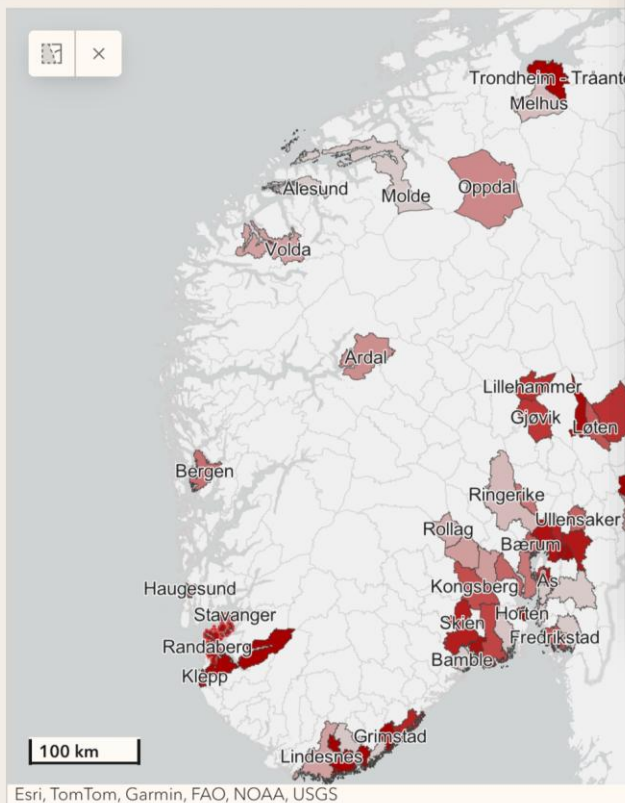 ×
Trondheim - Tråante
Melhus
Ålesund
Molde
Oppdal
Volda
Årdal
Lillehammer
Gjøvik
Løten
Bergen
Ringerike
Ullensaker
Rollag
Bærum
Haugesund
Kongsberg
Ås
Stavanger
Skien
Horten
Randaberg
Fredrikstad
Klepp
Bamble
Grimstad
Lindesnes
100 km
Esri, TomTom, Garmin, FAO, NOAA, USGS